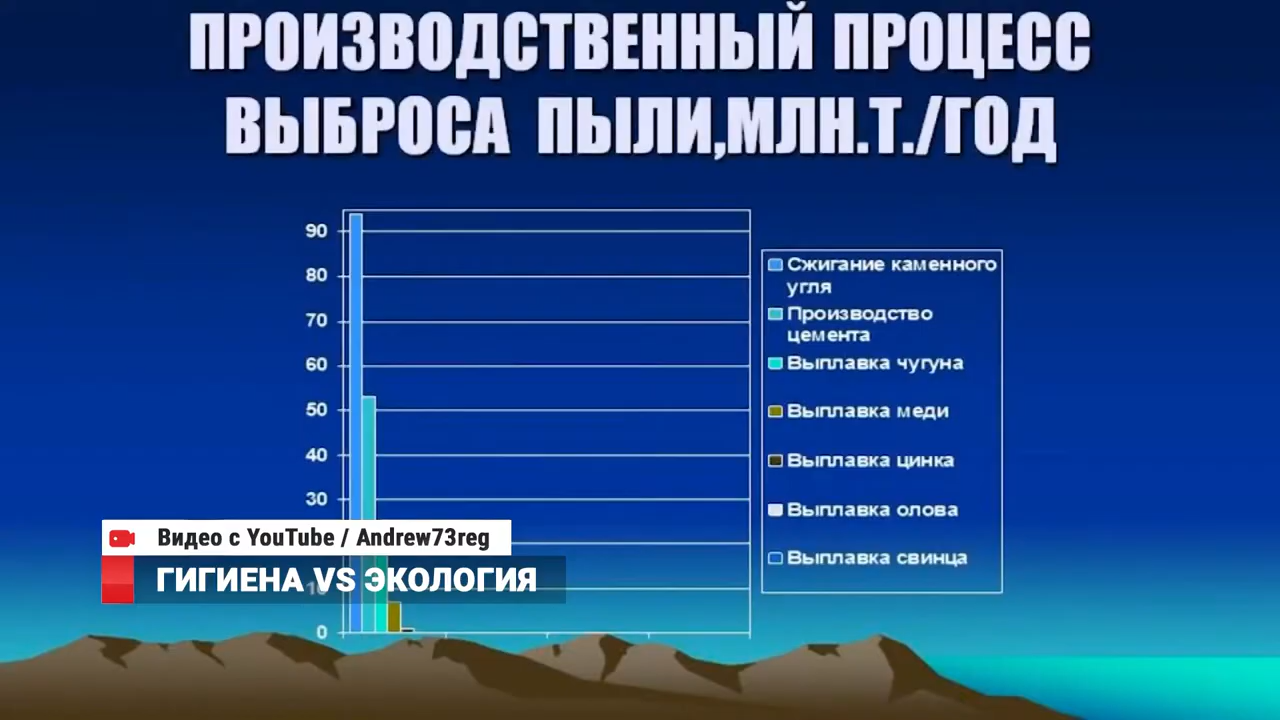 ПРОИЗВОДСТВЕННЫЙ ПРОЦЕСС
ВЫБРОСА ПЫЛИ,МЛН.Т./ГОД
90
80
70
60
50
40
30
10
0
Сжигание каменного
угля
Производство
цемента
Выплавка чугуна
Выплавка меди
Выплавка цинка
Выплавка олова
Выплавка свинца
Видео с YouTube / Andrew73reg
ГИГИЕНА VS ЭКОЛОГИЯ